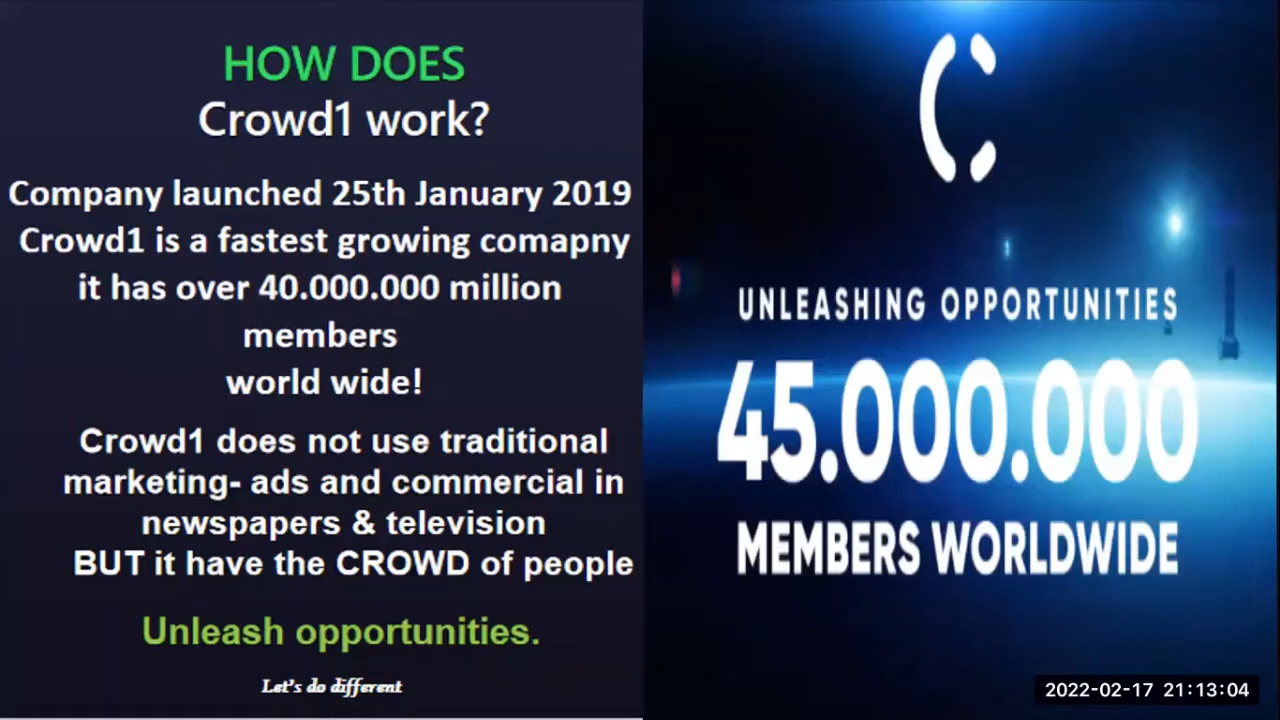 HOW DOES
Crowd1 work?
Company launched 25th January 2019
Crowd1 is a fastest growing comapny
it has over 40.000.000 million
members
world wide!
Crowd1 does not use traditional
marketing- ads and commercial in
newspapers & television
BUT it have the CROWD of people
Unleash opportunities.
Let's do different
UNLEASHING OPPORTUNITIES
45.000.000
MEMBERS WORLDWIDE
2022-02-17 21:13:04